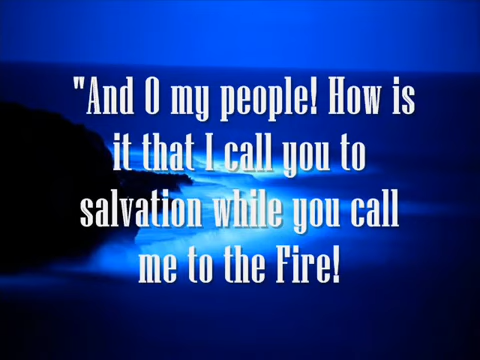 "And O my people! How is
it that I call you to
salvation while you call
me to the Fire!